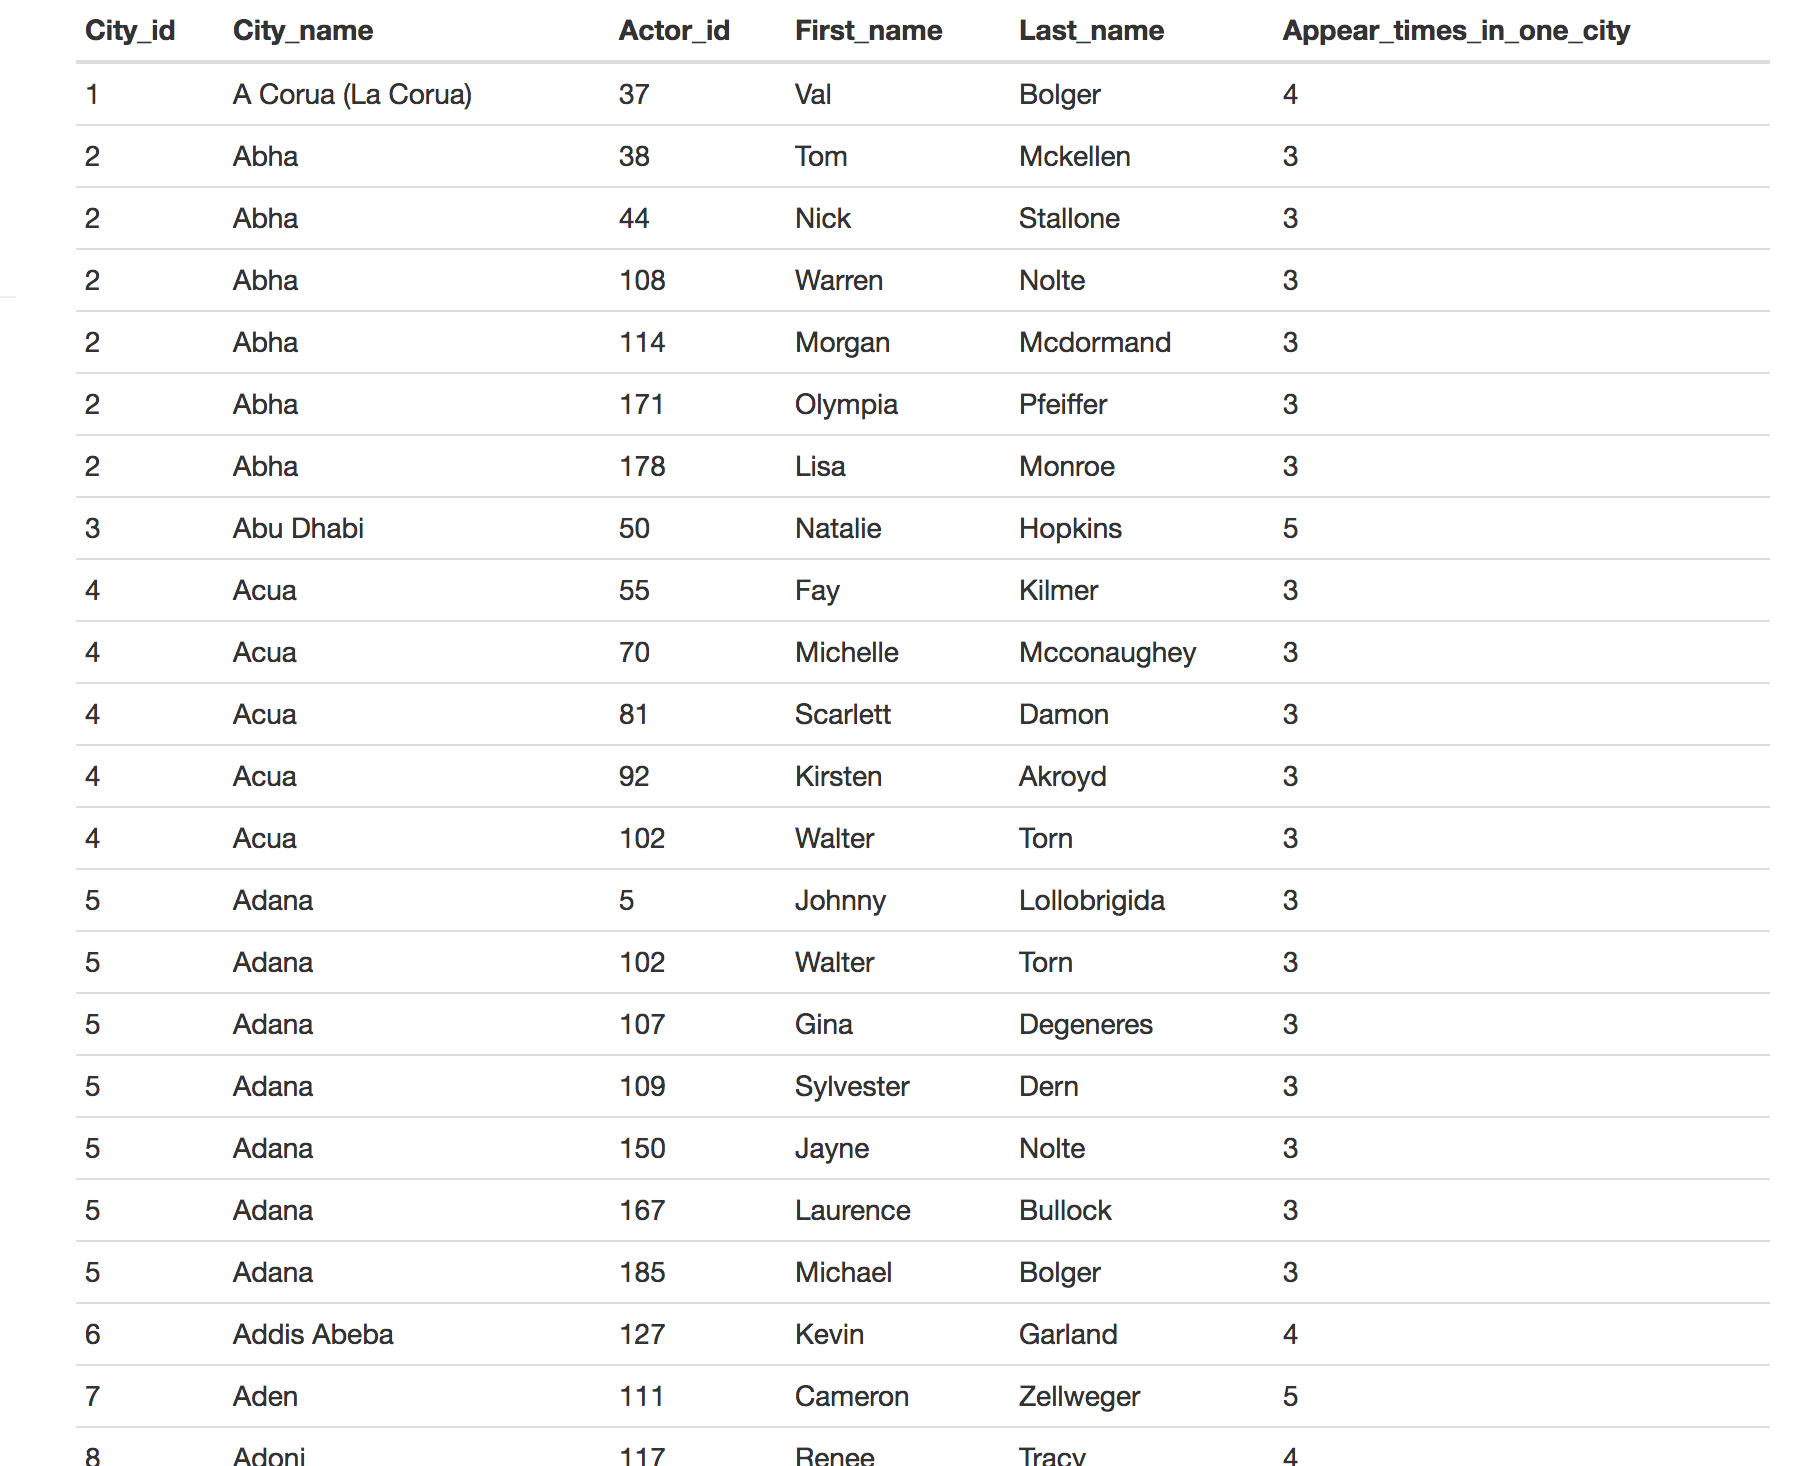 City_id City_name Actor_id First_name Last_name Appear_times_in_one_city
1 A Corua (La Corua) 37 Val Bolger 4
2 Abha 38 Tom Mckellen 3
2 Abha 44 Nick Stallone 3
2 Abha 108 Warren Nolte 3
2 Abha 114 Morgan Mcdormand 3
2 Abha 171 Olympia Pfeiffer 3
2 Abha 178 Lisa Monroe 3
3 Abu Dhabi 50 Natalie Hopkins 5
4 Acua 55 Fay Kilmer 3
4 Acua 70 Michelle Mcconaughey 3
4 Acua 81 Scarlett Damon 3
4 Acua 92 Kirsten Akroyd 3
4 Acua 102 Walter Torn 3
5 Adana 5 Johnny Lollobrigida 3
5 Adana 102 Walter Torn 3
5 Adana 107 Gina Degeneres 3
5 Adana 109 Sylvester Dern 3
5 Adana 150 Jayne Nolte 3
5 Adana 167 Laurence Bullock 3
5 Adana 185 Michael Bolger 3
6 Addis Abeba 127 Kevin Garland 4
7 Aden 111 Cameron Zellweger 5
8 Adoni 117 Renee Tracy 4